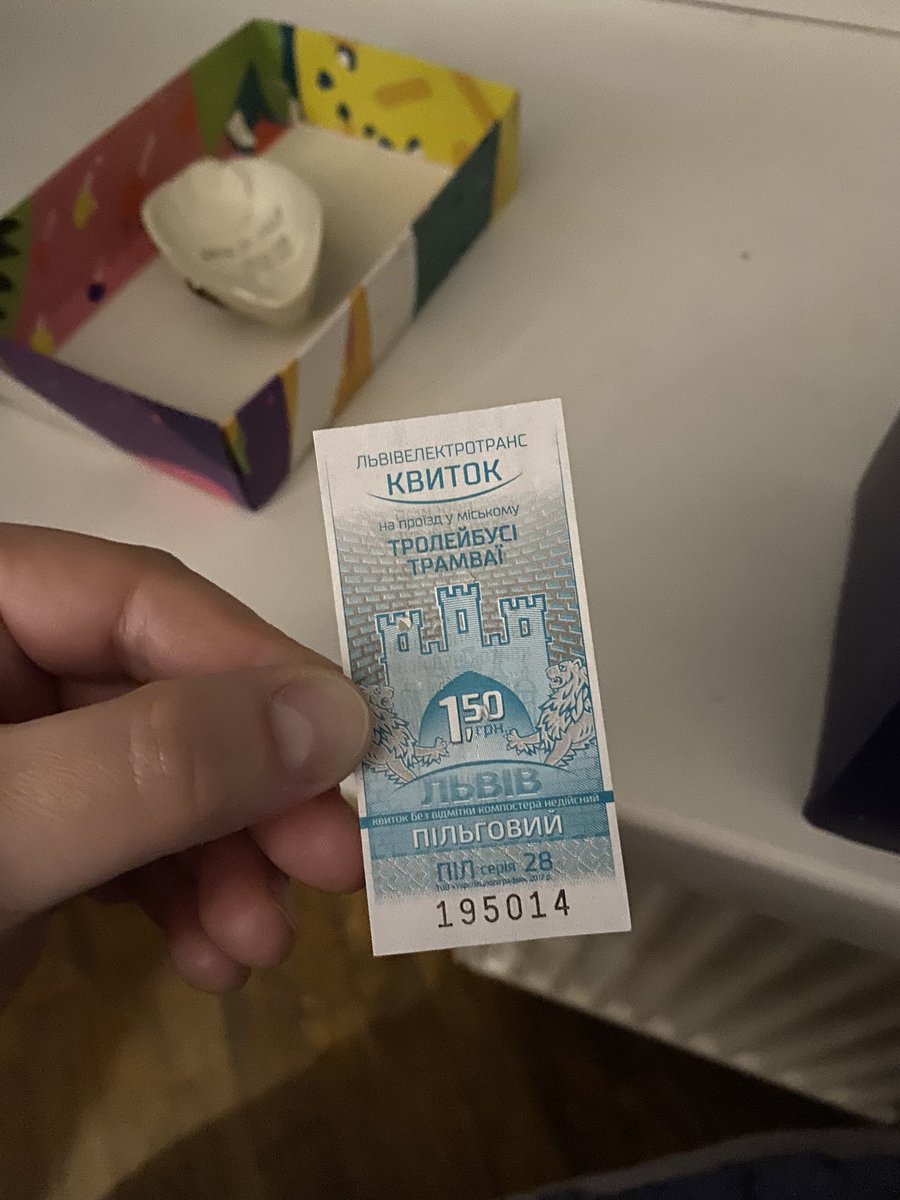 ЛЬВІВЕЛЕКТРОТРАНС
КВИТОК
на проїзд у міському
ТРОЛЕЙБУСІ
ТРАМВАЇ
1,50
грн.
ЛЬВІВ
квиток без відмітки компостера недійсний
ПІЛЬГОВИЙ
ПІЛ серія 28
195014